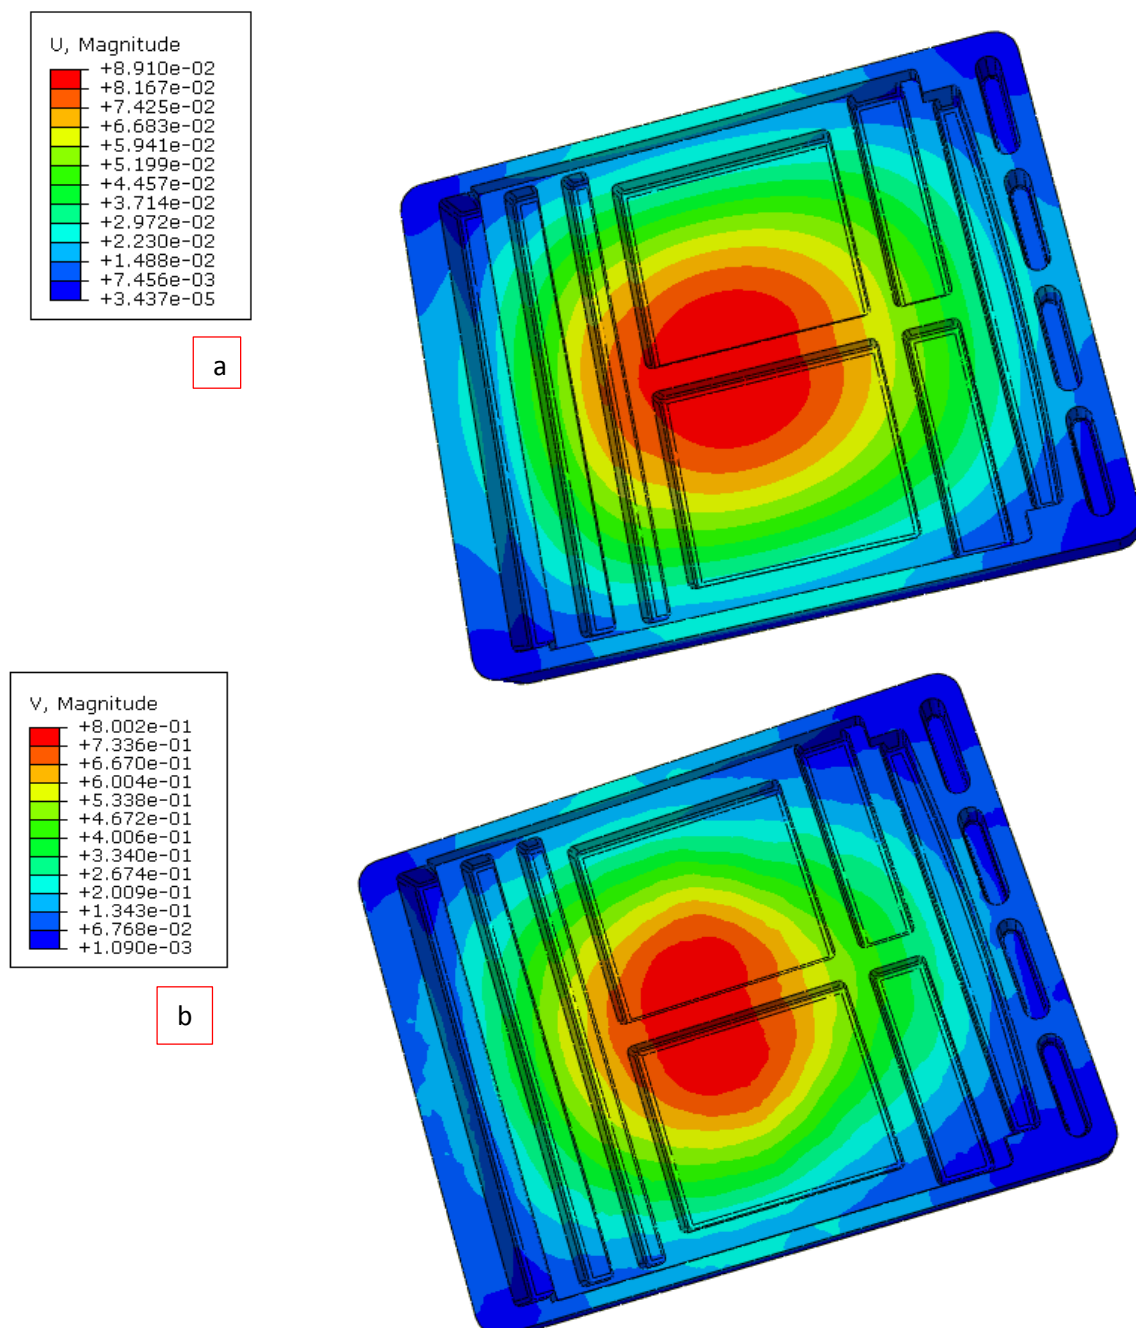 U, Magnitude
+8.910e-02
+8.167e-02
+7.425e-02
+6.683e-02
+5.941e-02
+5.199e-02
+4.457e-02
+3.714e-02
+2.972e-02
+2.230e-02
+1.488e-02
+7.456e-03
+3.437e-05
a
V, Magnitude
+8.002e-01
+7.336e-01
+6.670e-01
+6.004e-01
+5.338e-01
+4.672e-01
+4.006e-01
+3.340e-01
+2.674e-01
+2.009e-01
+1.343e-01
+6.768e-02
+1.090e-03
b